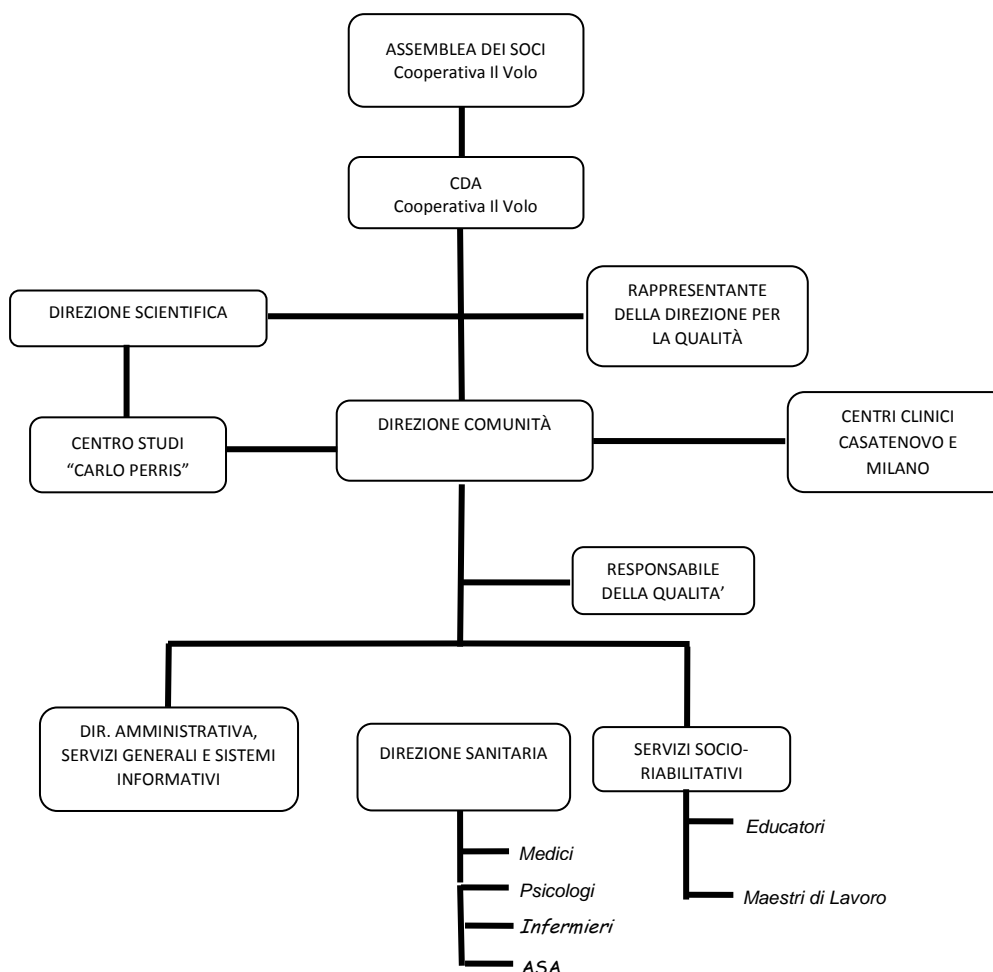 ASSEMBLEA DEI SOCI
Cooperativa Il Volo
CDA
Cooperativa Il Volo
DIREZIONE SCIENTIFICA
RAPPRESENTANTE
DELLA DIREZIONE PER
LA QUALITÀ
CENTRO STUDI
“CARLO PERRIS”
DIREZIONE COMUNITÀ
CENTRI CLINICI
CASATENOVO E
MILANO
RESPONSABILE
DELLA QUALITA’
DIR. AMMINISTRATIVA,
SERVIZI GENERALI E SISTEMI
INFORMATIVI
DIREZIONE SANITARIA
SERVIZI SOCIO-
RIABILITATIVI
Medici
Psicologi
Infermieri
ASA
Educatori
Maestri di Lavoro